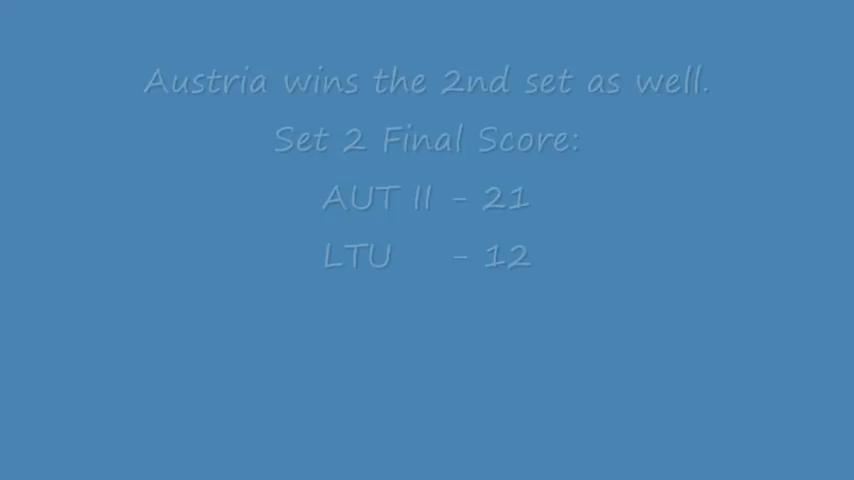 Austria wins the 2nd set as well.
Set 2 Final Score:
AUT II - 21
LTU - 12